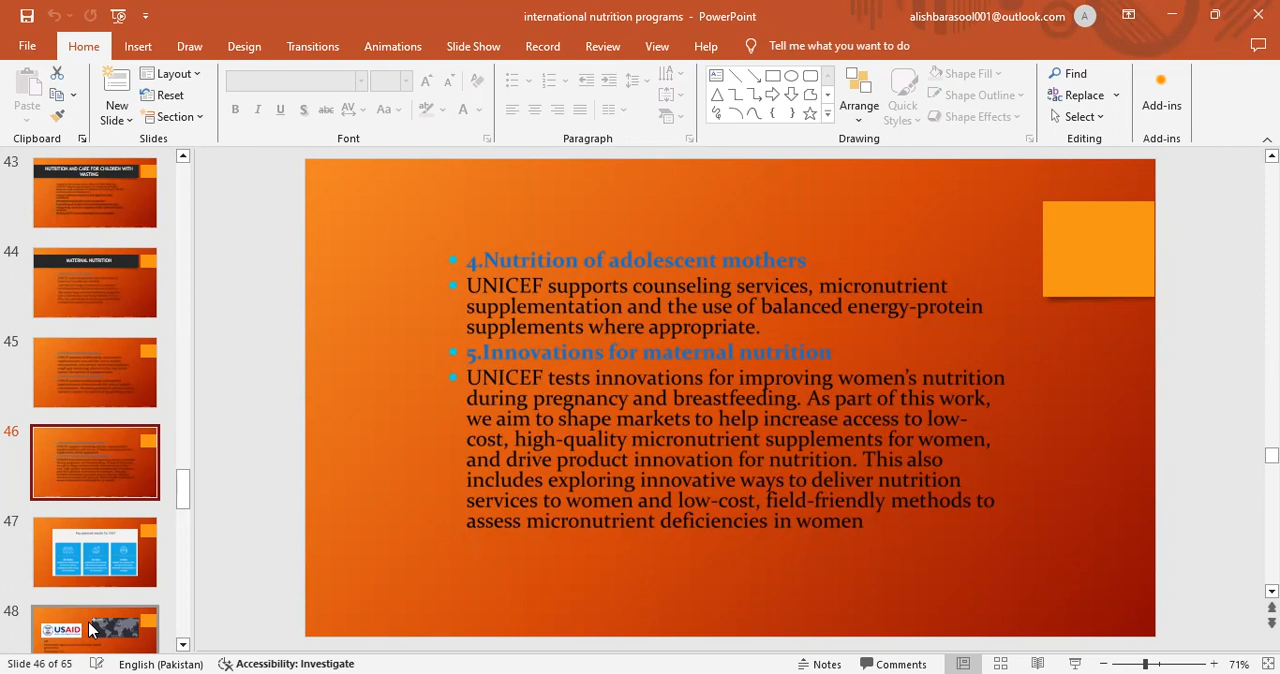 international nutrition programs - PowerPoint
alishbarasool001@outlook.com
A
File
Home
Insert
Draw
Design
Transitions
Animations
Slide Show
Record
Review
View
Help
Tell me what you want to do
Paste
Clipboard
New
Slide
Layout
Reset
Section
Slides
B I U S abc AV Aa A
Font
Paragraph
Arrange
Quick
Styles
Shape Fill
Shape Outline
Shape Effects
Drawing
Find
Replace
Select
Editing
Add-ins
Add-ins
43
NUTRITION AND CARE FOR CHILDREN WITH
WASTING
44
MATERNAL NUTRITION
45
46
47
48
USAID
4.Nutrition of adolescent mothers
UNICEF supports counseling services, micronutrient
supplementation and the use of balanced energy-protein
supplements where appropriate.
5.Innovations for maternal nutrition
UNICEF tests innovations for improving women's nutrition
during pregnancy and breastfeeding. As part of this work,
we aim to shape markets to help increase access to low-
cost, high-quality micronutrient supplements for women,
and drive product innovation for nutrition. This also
includes exploring innovative ways to deliver nutrition
services to women and low-cost, field-friendly methods to
assess micronutrient deficiencies in women
Slide 46 of 65
English (Pakistan)
Accessibility: Investigate
Notes
Comments
71%